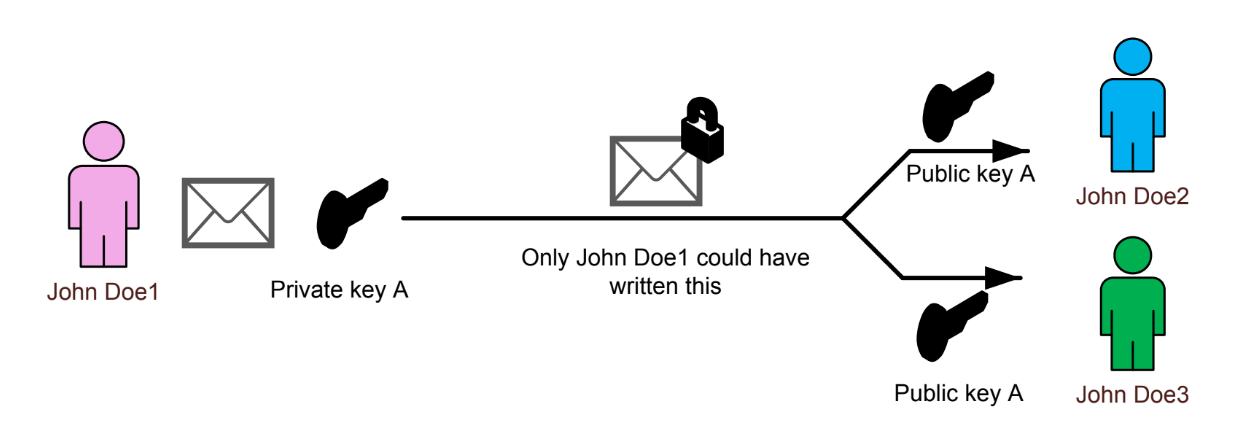 John Doe1
Private key A
Only John Doe1 could have
written this
Public key A
John Doe2
Public key A
John Doe3